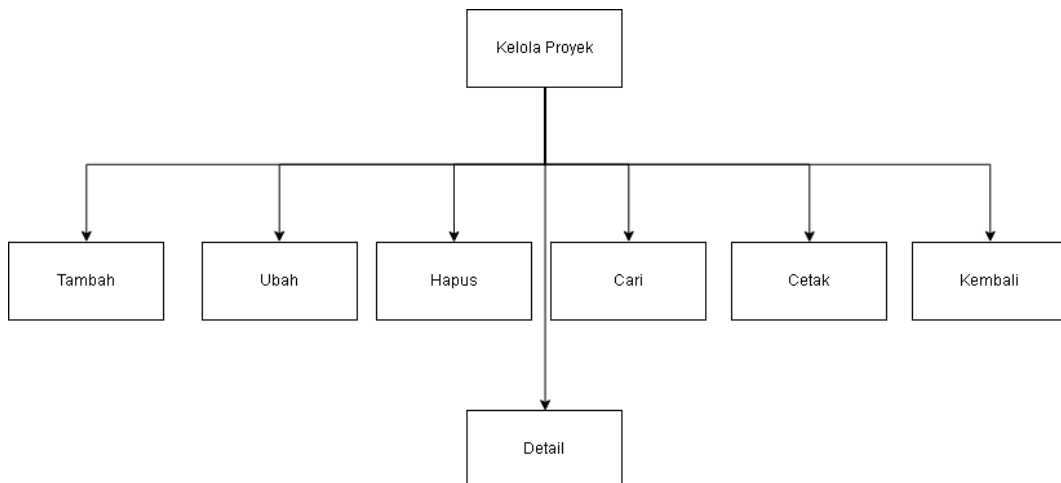 Kelola Proyek
Tambah
Ubah
Hapus
Cari
Cetak
Kembali
Detail